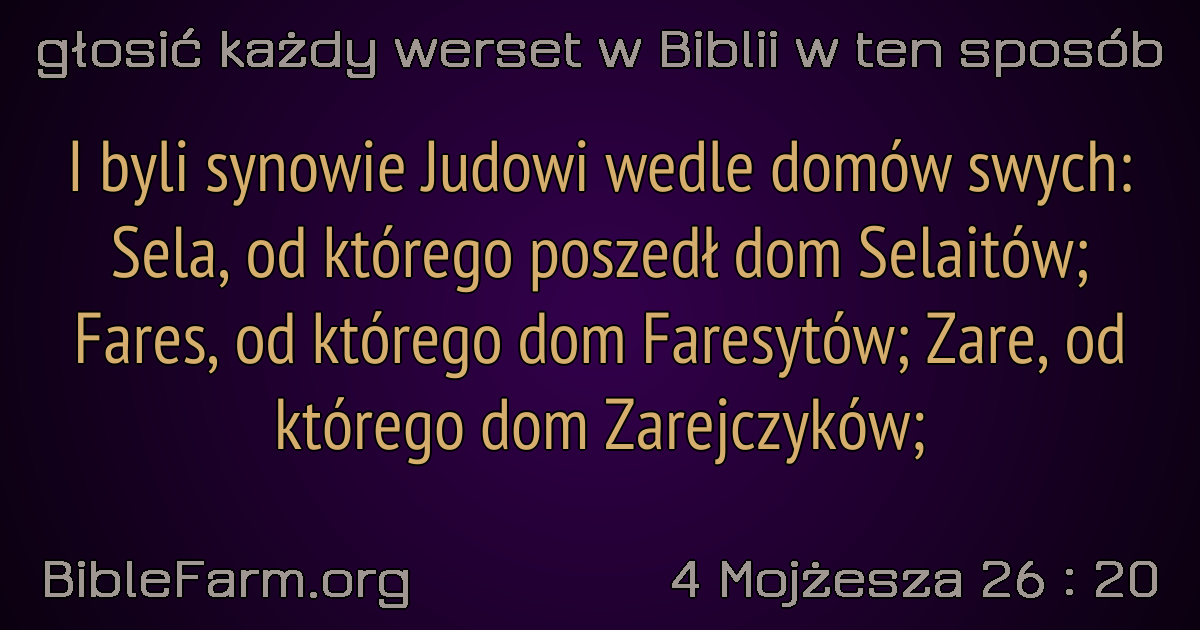 głosić każdy werset w Biblii w ten sposób
I byli synowie Judowi wedle domów swych:
Sela, od którego poszedł dom Selaitów;
Fares, od którego dom Faresytów; Zare, od
którego dom Zarejczyków;
BibleFarm.org
4 Mojżesza 26 : 20